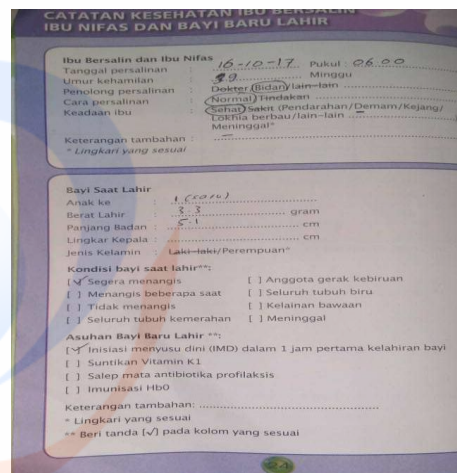 CATATAN KESEHATAN IBU BERSALIN
IBU NIFAS DAN BAYI BARU LAHIR
Ibu Bersalin dan Ibu Nifas
Tanggal persalinan : 16-10-17 Pukul : 06.00
Umur kehamilan : 39 Minggu
Penolong persalinan : Dokter/Bidan/lain-lain
Cara persalinan : Normal/Tindakan
Keadaan ibu : Sehat/Sakit (Pendarahan/Demam/Kejang/
Lokhia berbau/lain-lain
Meninggal*
Keterangan tambahan : —
* Lingkari yang sesuai
Bayi Saat Lahir
Anak ke : 1 (satu)
Berat Lahir : 3.3 gram
Panjang Badan : 51 cm
Lingkar Kepala : cm
Jenis Kelamin : Laki-laki/Perempuan*
Kondisi bayi saat lahir**:
[√] Segera menangis [ ] Anggota gerak kebiruan
[ ] Menangis beberapa saat [ ] Seluruh tubuh biru
[ ] Tidak menangis [ ] Kelainan bawaan
[ ] Seluruh tubuh kemerahan [ ] Meninggal
Asuhan Bayi Baru Lahir **:
[√] Inisiasi menyusu dini (IMD) dalam 1 jam pertama kelahiran bayi
[ ] Suntikan Vitamin K1
[ ] Salep mata antibiotika profilaksis
[ ] Imunisasi Hb0
Keterangan tambahan:
* Lingkari yang sesuai
** Beri tanda [√] pada kolom yang sesuai